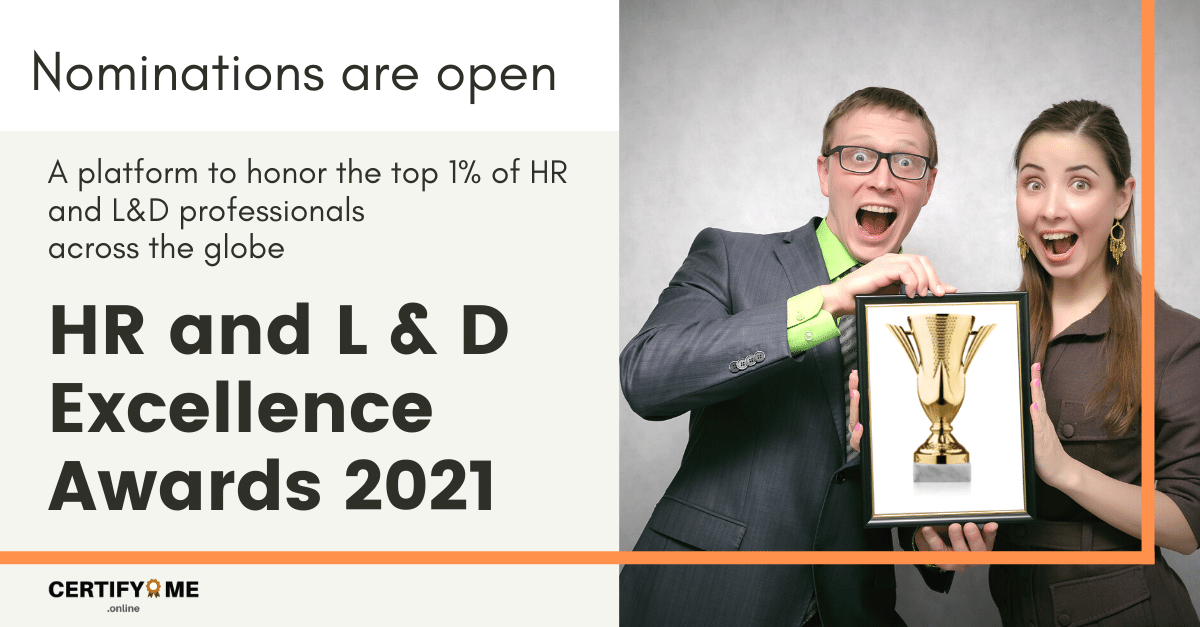 Nominations are open
A platform to honor the top 1% of HR
and L&D professionals
across the globe
HR and L & D
Excellence
Awards 2021
CERTIFY ME
.online